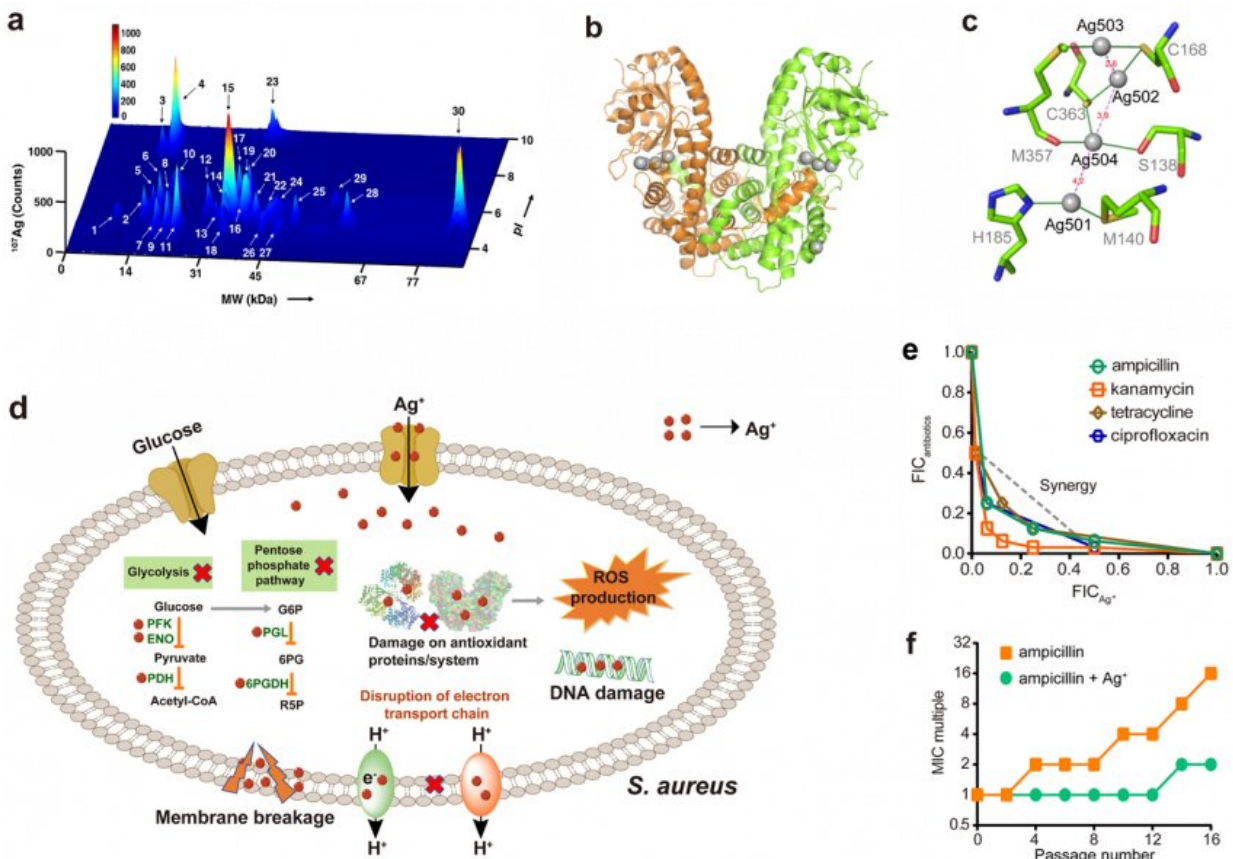 a
1000
800
600
400
200
0
3
4
15
23
30
1000
500
0
¹⁰⁷Ag (Counts)
5
6
8
10
12
14
17
19
20
21
22
24
25
29
28
1
2
7
9
11
13
18
16
26
27
10
8
6
4
pI
0
14
31
45
67
77
MW (kDa)
b
c
Ag503
C168
2.8
Ag502
C363
3.9
M357
Ag504
S138
4.2
Ag501
H185
M140
d
Glucose
Ag⁺
Ag⁺
Glycolysis
Pentose
phosphate
pathway
Glucose
G6P
PFK
ENO
PGL
Pyruvate
6PG
PDH
6PGDH
Acetyl-CoA
R5P
Damage on antioxidant
proteins/system
ROS
production
DNA damage
Disruption of electron
transport chain
H⁺
H⁺
e⁻
H⁺
H⁺
Membrane breakage
S. aureus
e
1.0
0.8
0.6
0.4
0.2
0.0
FICantibiotics
ampicillin
kanamycin
tetracycline
ciprofloxacin
Synergy
0.0
0.2
0.4
0.6
0.8
1.0
FICAg⁺
f
32
16
8
4
2
1
0.5
MIC multiple
ampicillin
ampicillin + Ag⁺
0
4
8
12
16
Passage number